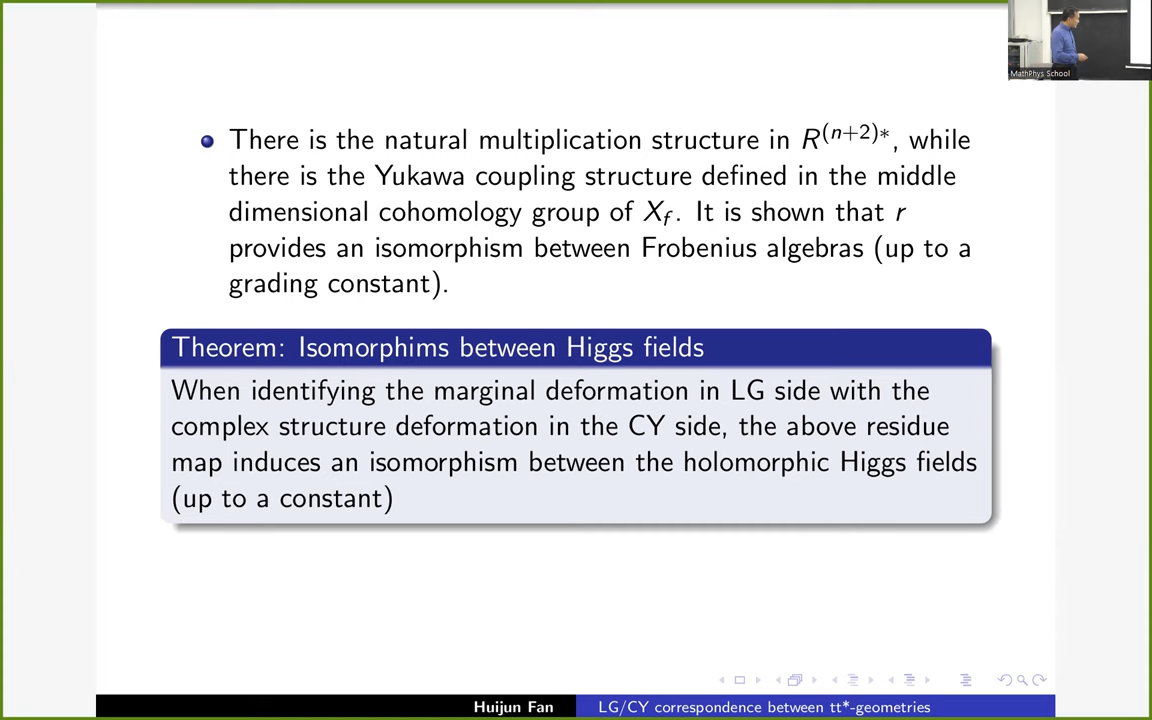 MathPhys School
There is the natural multiplication structure in R^{(n+2)*}, while
there is the Yukawa coupling structure defined in the middle
dimensional cohomology group of X_f. It is shown that r
provides an isomorphism between Frobenius algebras (up to a
grading constant).
Theorem: Isomorphims between Higgs fields
When identifying the marginal deformation in LG side with the
complex structure deformation in the CY side, the above residue
map induces an isomorphism between the holomorphic Higgs fields
(up to a constant)
Huijun Fan
LG/CY correspondence between tt*-geometries